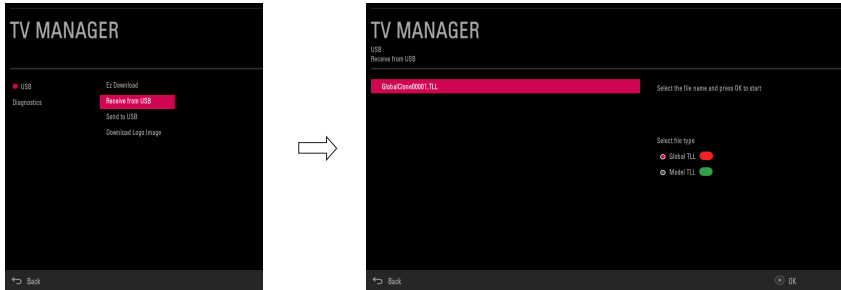 TV MANAGER
USB
Diagnostics
Ez Download
Receive from USB
Send to USB
Download Logo Image
Back
TV MANAGER
USB
Receive from USB
GlobalClone00001.TLL
Select the file name and press OK to start
Select file type
Global TLL
Model TLL
Back
OK